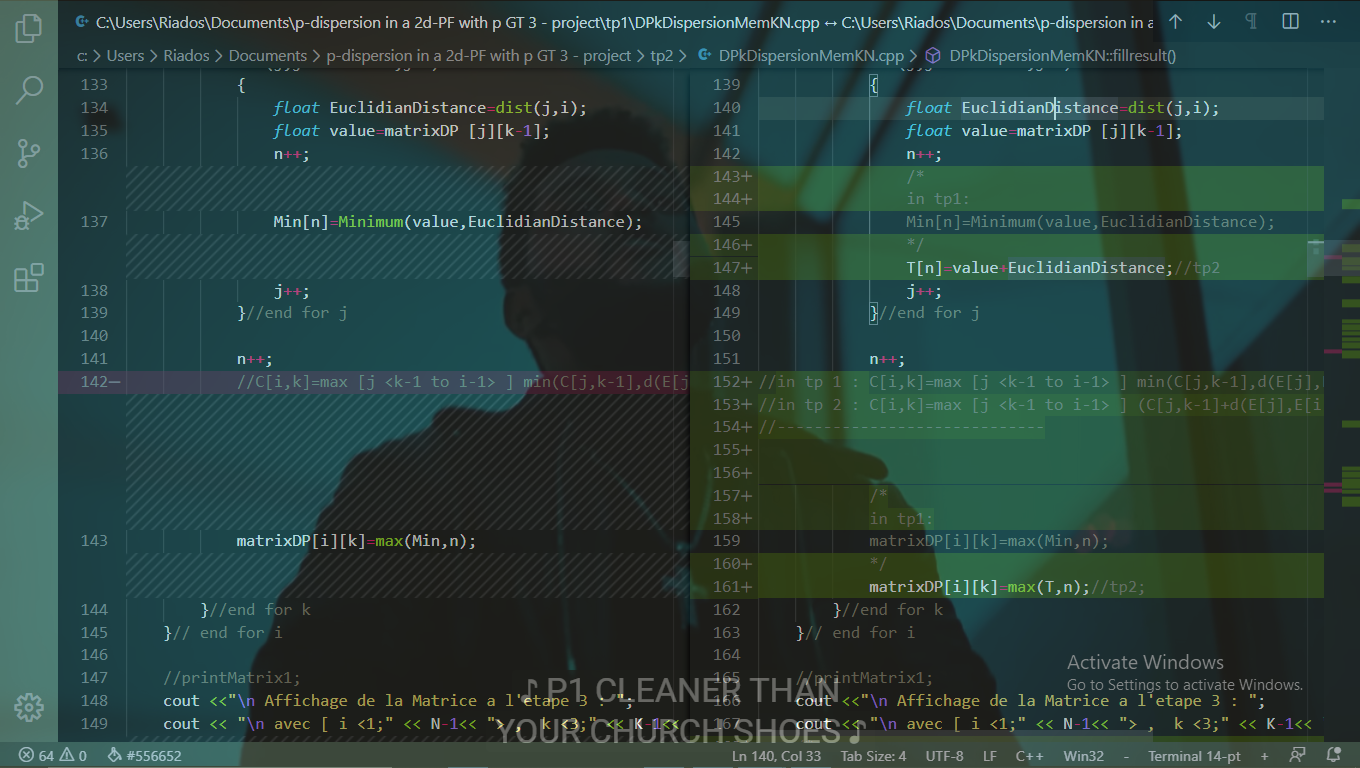 C:\Users\Riados\Documents\p-dispersion in a 2d-PF with p GT 3 - project\tp1\DPkDispersionMemKN.cpp ↔ C:\Users\Riados\Documents\p-dispersion in a
c: > Users > Riados > Documents > p-dispersion in a 2d-PF with p GT 3 - project > tp2 > DPkDispersionMemKN.cpp > DPkDispersionMemKN::fillresult()
133 {
134 float EuclidianDistance=dist(j,i);
135 float value=matrixDP [j][k-1];
136 n++;
137 Min[n]=Minimum(value,EuclidianDistance);
138 j++;
139 }//end for j
140
141 n++;
142— //C[i,k]=max [j <k-1 to i-1> ] min(C[j,k-1],d(E[j
143 matrixDP[i][k]=max(Min,n);
144 }//end for k
145 }// end for i
146
147 //printMatrix1;
148 cout <<"\n Affichage de la Matrice a l'etape 3 : ";
149 cout << "\n avec [ i <1;" << N-1<< "> , k <3;" << K-1<<
139 {
140 float EuclidianDistance=dist(j,i);
141 float value=matrixDP [j][k-1];
142 n++;
143+ /*
144+ in tp1:
145 Min[n]=Minimum(value,EuclidianDistance);
146+ */
147+ T[n]=value+EuclidianDistance;//tp2
148 j++;
149 }//end for j
150
151 n++;
152+ //in tp 1 : C[i,k]=max [j <k-1 to i-1> ] min(C[j,k-1],d(E[j],
153+ //in tp 2 : C[i,k]=max [j <k-1 to i-1> ] (C[j,k-1]+d(E[j],E[i
154+ //----------------------------
155+
156+
157+ /*
158+ in tp1:
159 matrixDP[i][k]=max(Min,n);
160+ */
161+ matrixDP[i][k]=max(T,n);//tp2;
162 }//end for k
163 }// end for i
164
165 //printMatrix1;
166 cout <<"\n Affichage de la Matrice a l'etape 3 : ";
167 cout << "\n avec [ i <1;" << N-1<< "> , k <3;" << K-1<<
♪ P1 CLEANER THAN
YOUR CHURCH SHOES ♪
Activate Windows
Go to Settings to activate Windows.
64 0 #556652 Ln 140, Col 33 Tab Size: 4 UTF-8 LF C++ Win32 - Terminal 14-pt +